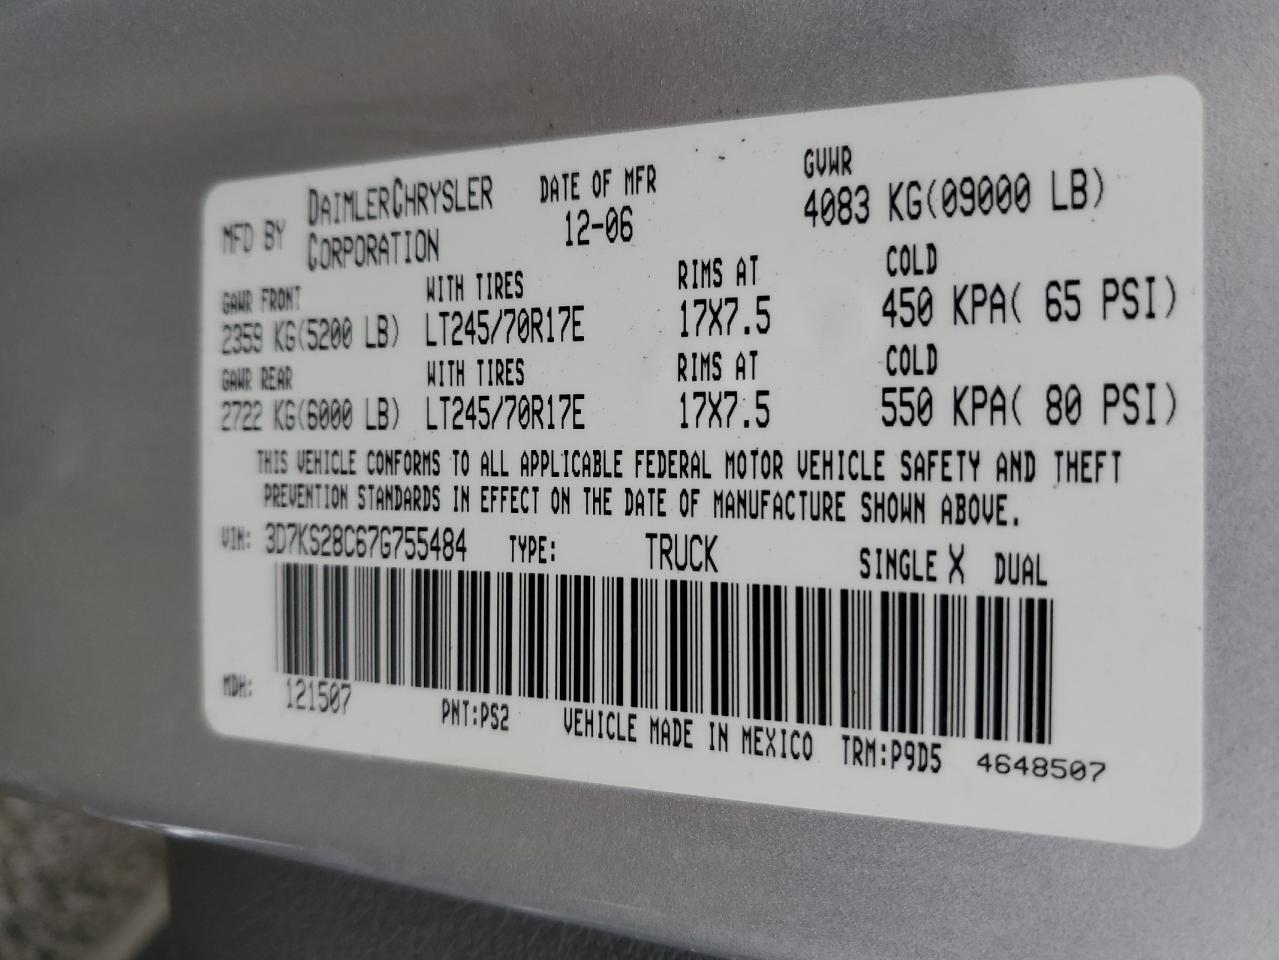 MFD BY DAIMLERCHRYSLER CORPORATION DATE OF MFR 12-06 GVWR 4083 KG(09000 LB)
GAWR FRONT WITH TIRES RIMS AT COLD
2359 KG(5200 LB) LT245/70R17E 17X7.5 450 KPA( 65 PSI)
GAWR REAR WITH TIRES RIMS AT COLD
2722 KG(6000 LB) LT245/70R17E 17X7.5 550 KPA( 80 PSI)
THIS VEHICLE CONFORMS TO ALL APPLICABLE FEDERAL MOTOR VEHICLE SAFETY AND THEFT
PREVENTION STANDARDS IN EFFECT ON THE DATE OF MANUFACTURE SHOWN ABOVE.
VIN: 3D7KS28C67G755484 TYPE: TRUCK SINGLE X DUAL
MDH: 121507 PNT:PS2 VEHICLE MADE IN MEXICO TRM:P9D5 4648507